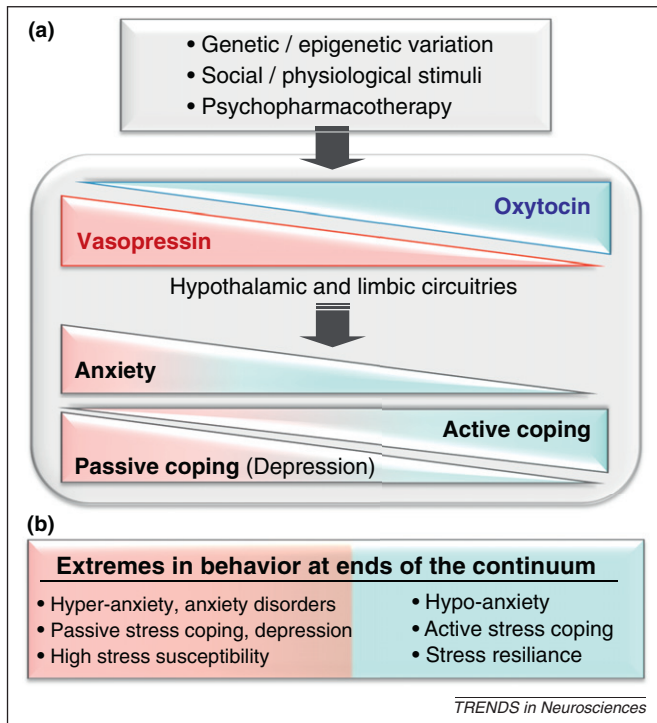 (a)
• Genetic / epigenetic variation
• Social / physiological stimuli
• Psychopharmacotherapy
Oxytocin
Vasopressin
Hypothalamic and limbic circuitries
Anxiety
Active coping
Passive coping (Depression)
(b)
Extremes in behavior at ends of the continuum
• Hyper-anxiety, anxiety disorders
• Passive stress coping, depression
• High stress susceptibility
• Hypo-anxiety
• Active stress coping
• Stress resiliance
TRENDS in Neurosciences